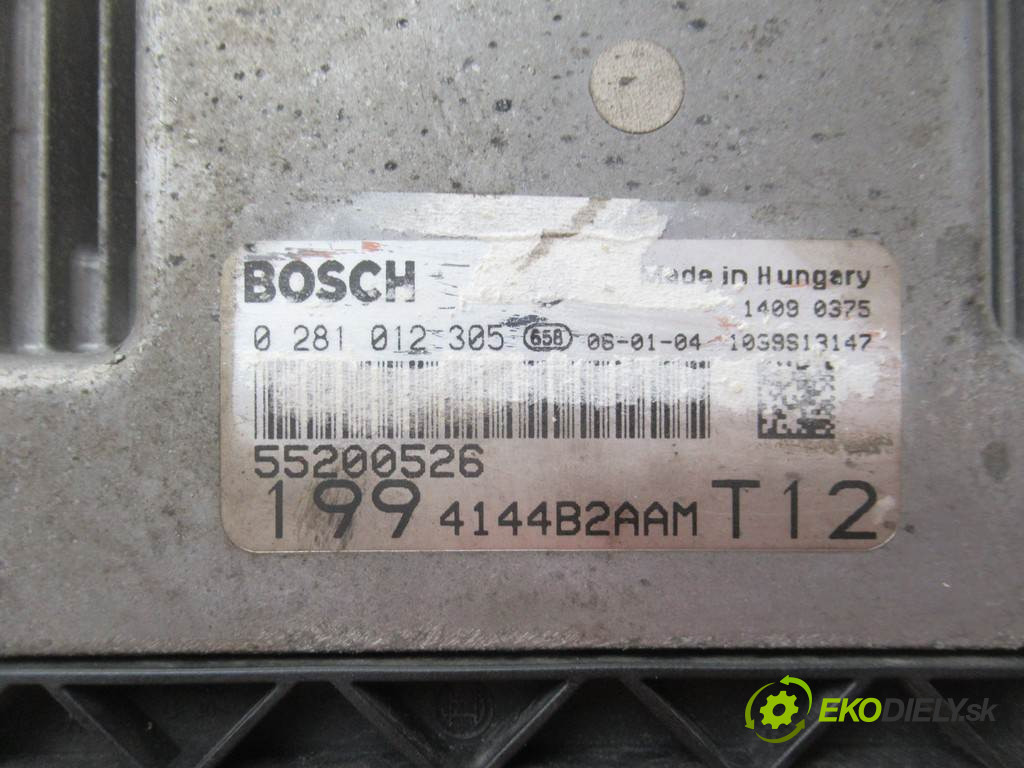 BOSCH
Made in Hungary
1409 0375
0 281 012 305 658 06-01-04 1039S13147
55200526
199 4144B2AAM T12
EKODIELY.sk